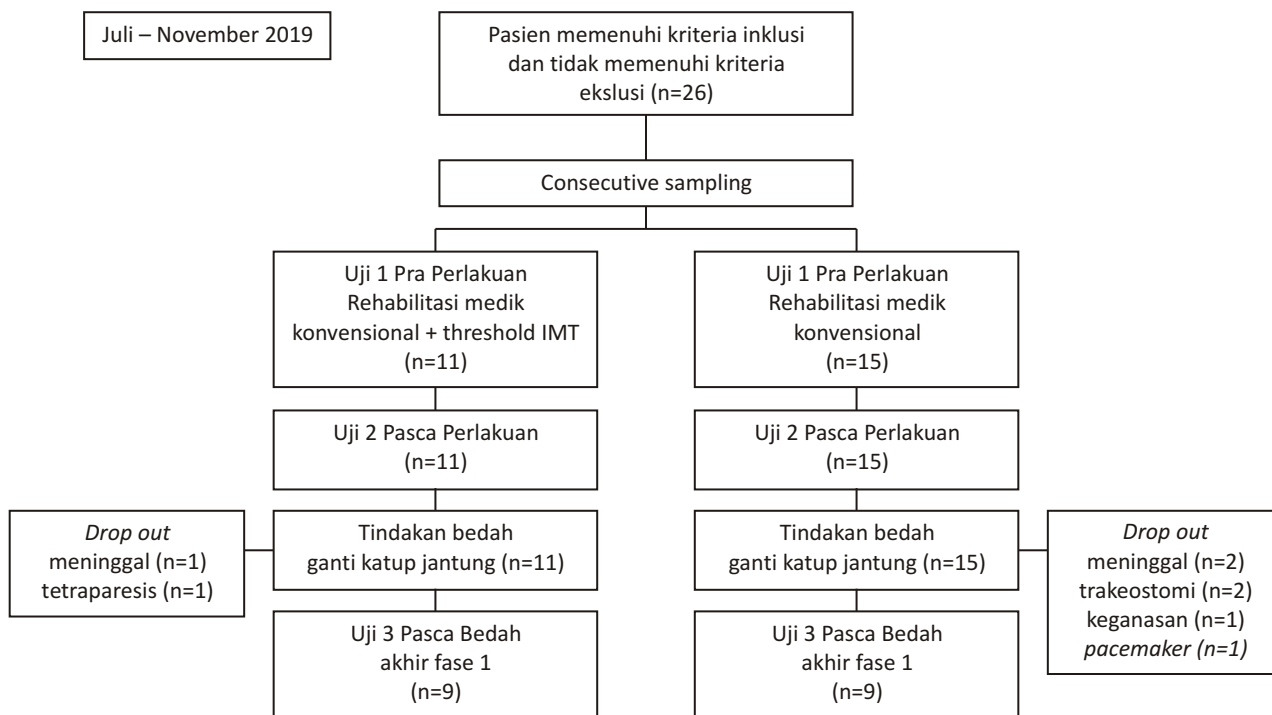 Juli – November 2019
Pasien memenuhi kriteria inklusi
dan tidak memenuhi kriteria
ekslusi (n=26)
Consecutive sampling
Uji 1 Pra Perlakuan
Rehabilitasi medik
konvensional + threshold IMT
(n=11)
Uji 1 Pra Perlakuan
Rehabilitasi medik
konvensional
(n=15)
Uji 2 Pasca Perlakuan
(n=11)
Uji 2 Pasca Perlakuan
(n=15)
Drop out
meninggal (n=1)
tetraparesis (n=1)
Tindakan bedah
ganti katup jantung (n=11)
Tindakan bedah
ganti katup jantung (n=15)
Drop out
meninggal (n=2)
trakeostomi (n=2)
keganasan (n=1)
pacemaker (n=1)
Uji 3 Pasca Bedah
akhir fase 1
(n=9)
Uji 3 Pasca Bedah
akhir fase 1
(n=9)